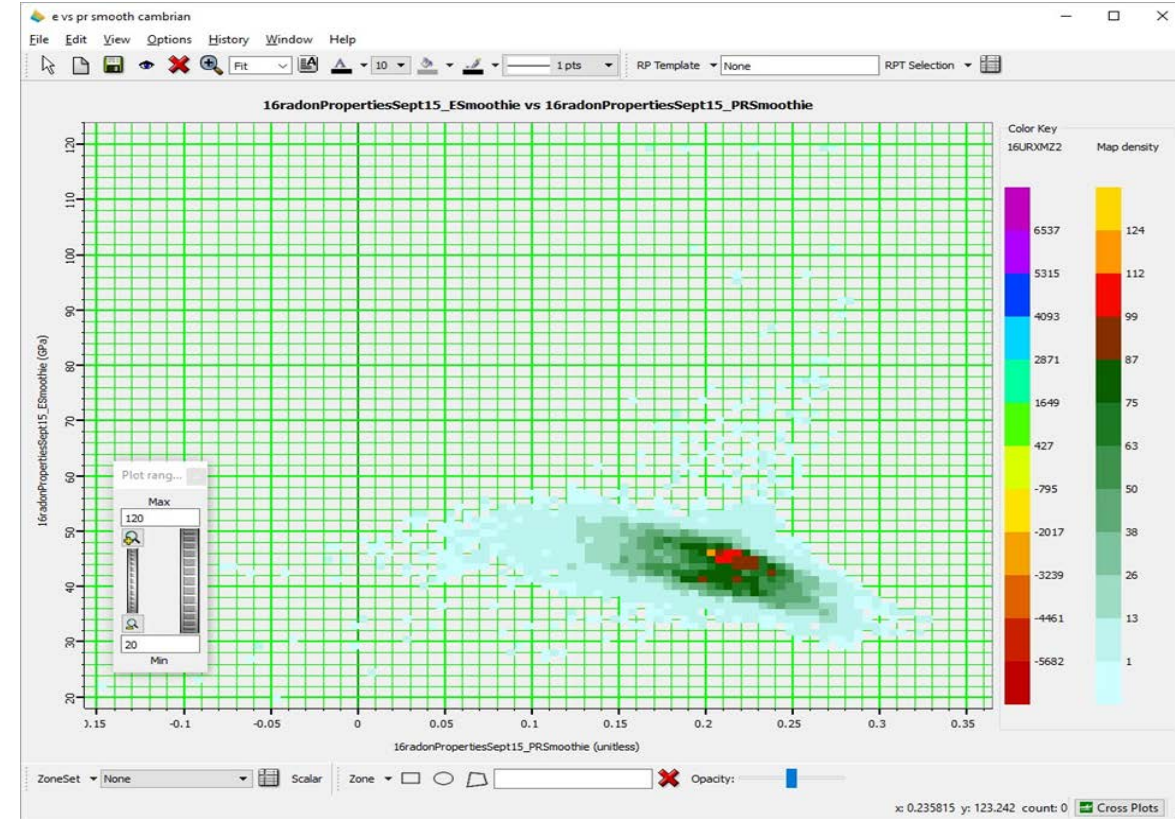 e vs pr smooth cambrian
File Edit View Options History Window Help
Fit 10 1 pts RP Template None RPT Selection
16radonPropertiesSept15_ESmoothie vs 16radonPropertiesSept15_PRSmoothie
Color Key
16URXMZ2 Map density
6537 124
5315 112
4093 99
2871 87
1649 75
427 63
-795 50
-2017 38
-3239 26
-4461 13
-5682 1
16radonPropertiesSept15_ESmoothie (GPa)
120
110
100
90
80
70
60
50
40
30
20
Plot rang...
Max
120
20
Min
0.15 -0.1 -0.05 0 0.05 0.1 0.15 0.2 0.25 0.3 0.35
16radonPropertiesSept15_PRSmoothie (unitless)
ZoneSet None Scalar Zone Opacity:
x: 0.235815 y: 123.242 count: 0 Cross Plots